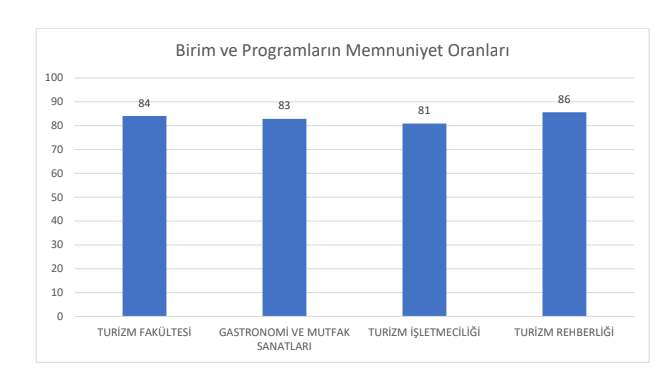 Birim ve Programların Memnuniyet Oranları
100
90
80
70
60
50
40
30
20
10
0
84
83
81
86
TURİZM FAKÜLTESİ
GASTRONOMİ VE MUTFAK
SANATLARI
TURİZM İŞLETMECİLİĞİ
TURİZM REHBERLİĞİ